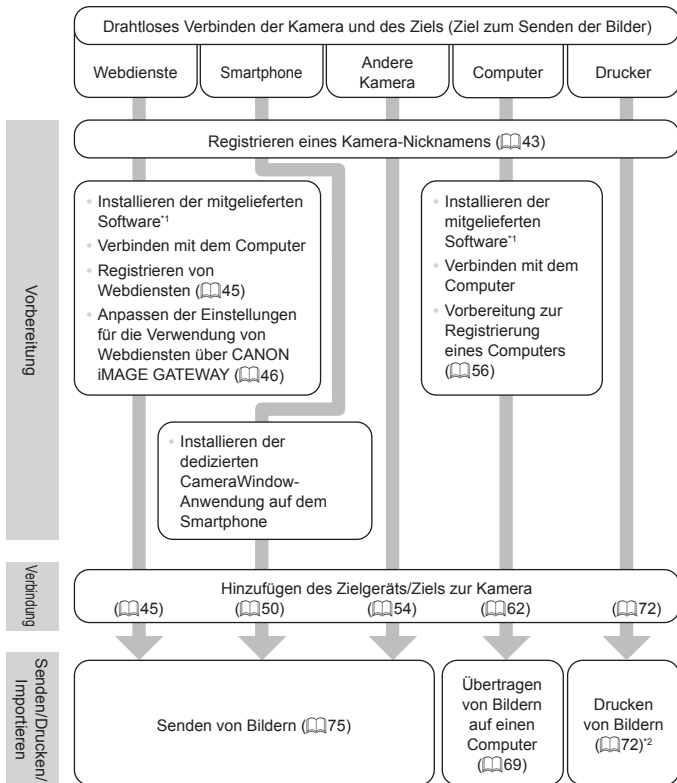 Drahtloses Verbinden der Kamera und des Ziels (Ziel zum Senden der Bilder)
Webdienste
Smartphone
Andere
Kamera
Computer
Drucker
Vorbereitung
Registrieren eines Kamera-Nicknamens (43)
• Installieren der mitgelieferten
Software*1
• Verbinden mit dem Computer
• Registrieren von
Webdiensten (45)
• Anpassen der Einstellungen
für die Verwendung von
Webdiensten über CANON
iMAGE GATEWAY (46)
• Installieren der
mitgelieferten
Software*1
• Verbinden mit dem
Computer
• Vorbereitung zur
Registrierung
eines Computers
(56)
• Installieren der
dedizierten
CameraWindow-
Anwendung auf dem
Smartphone
Verbindung
Hinzufügen des Zielgeräts/Ziels zur Kamera
(45) (50) (54) (62) (72)
Senden/Drucken/
Importieren
Senden von Bildern (75)
Übertragen
von Bildern
auf einen
Computer
(69)
Drucken
von Bildern
(72)*2